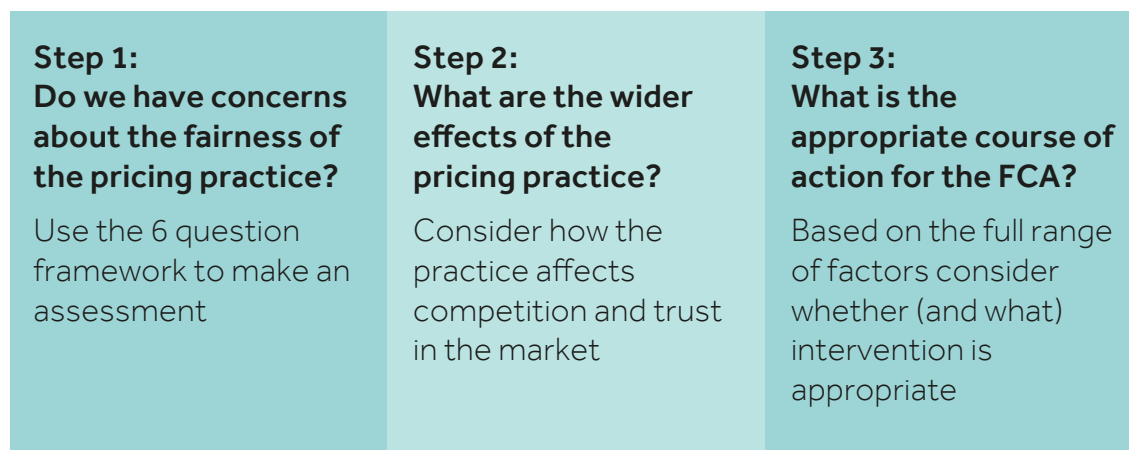 Step 1:
Do we have concerns
about the fairness of
the pricing practice?
Use the 6 question
framework to make an
assessment
Step 2:
What are the wider
effects of the
pricing practice?
Consider how the
practice affects
competition and trust
in the market
Step 3:
What is the
appropriate course of
action for the FCA?
Based on the full range
of factors consider
whether (and what)
intervention is
appropriate